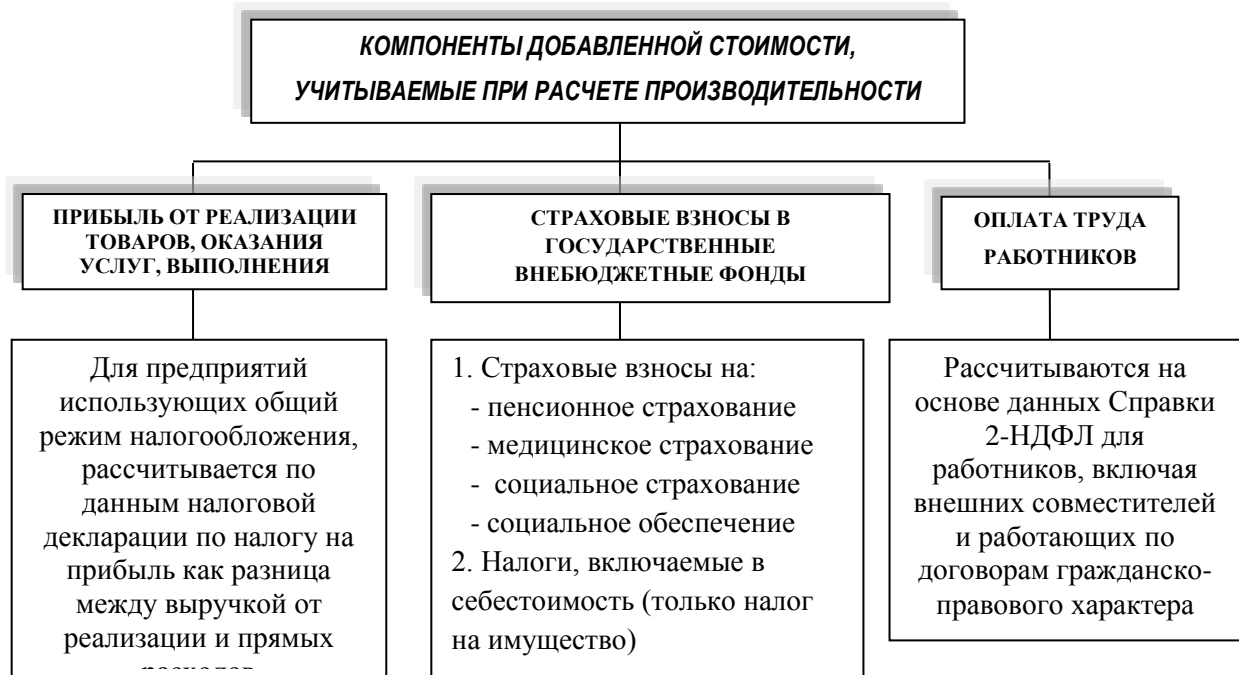 КОМПОНЕНТЫ ДОБАВЛЕННОЙ СТОИМОСТИ,
УЧИТЫВАЕМЫЕ ПРИ РАСЧЕТЕ ПРОИЗВОДИТЕЛЬНОСТИ
ПРИБЫЛЬ ОТ РЕАЛИЗАЦИИ
ТОВАРОВ, ОКАЗАНИЯ
УСЛУГ, ВЫПОЛНЕНИЯ
СТРАХОВЫЕ ВЗНОСЫ В
ГОСУДАРСТВЕННЫЕ
ВНЕБЮДЖЕТНЫЕ ФОНДЫ
ОПЛАТА ТРУДА
РАБОТНИКОВ
Для предприятий
использующих общий
режим налогообложения,
рассчитывается по
данным налоговой
декларации по налогу на
прибыль как разница
между выручкой от
реализации и прямых
1. Страховые взносы на:
- пенсионное страхование
- медицинское страхование
- социальное страхование
- социальное обеспечение
2. Налоги, включаемые в
себестоимость (только налог
на имущество)
Рассчитываются на
основе данных Справки
2-НДФЛ для
работников, включая
внешних совместителей
и работающих по
договорам гражданско-
правового характера